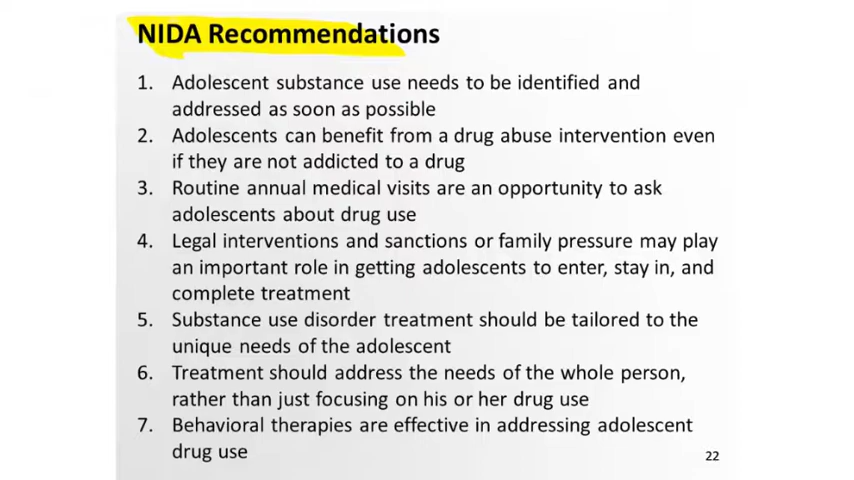 NIDA Recommendations
1. Adolescent substance use needs to be identified and
addressed as soon as possible
2. Adolescents can benefit from a drug abuse intervention even
if they are not addicted to a drug
3. Routine annual medical visits are an opportunity to ask
adolescents about drug use
4. Legal interventions and sanctions or family pressure may play
an important role in getting adolescents to enter, stay in, and
complete treatment
5. Substance use disorder treatment should be tailored to the
unique needs of the adolescent
6. Treatment should address the needs of the whole person,
rather than just focusing on his or her drug use
7. Behavioral therapies are effective in addressing adolescent
drug use
22